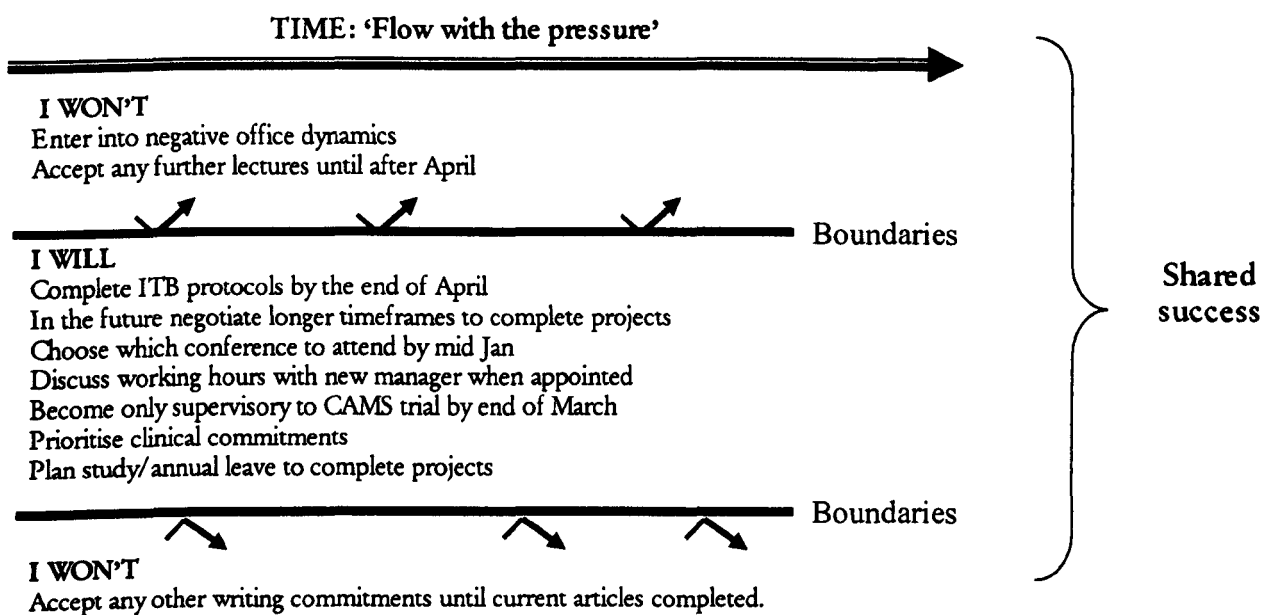 TIME: ‘Flow with the pressure’
I WON’T
Enter into negative office dynamics
Accept any further lectures until after April
Boundaries
I WILL
Complete ITB protocols by the end of April
In the future negotiate longer timeframes to complete projects
Choose which conference to attend by mid Jan
Discuss working hours with new manager when appointed
Become only supervisory to CAMS trial by end of March
Prioritise clinical commitments
Plan study/annual leave to complete projects
Boundaries
I WON’T
Accept any other writing commitments until current articles completed.
Shared
success